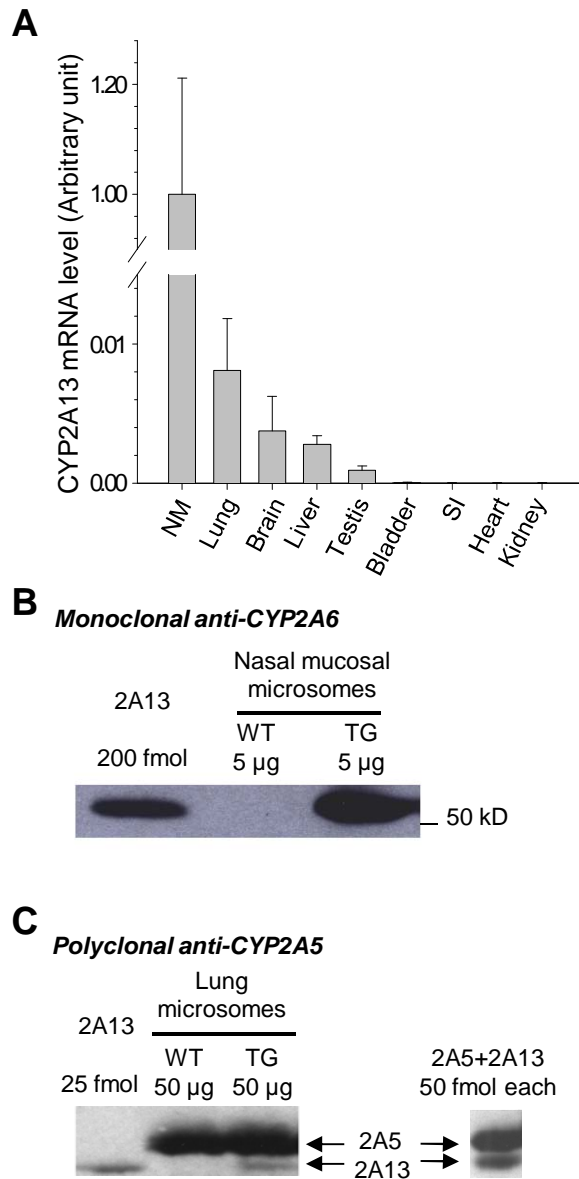 A
CYP2A13 mRNA level (Arbitrary unit)
1.20
1.00
0.01
0.00
NM
Lung
Brain
Liver
Testis
Bladder
SI
Heart
Kidney
B
Monoclonal anti-CYP2A6
Nasal mucosal
microsomes
2A13
WT TG
200 fmol 5 µg 5 µg
50 kD
C
Polyclonal anti-CYP2A5
Lung
microsomes
2A13
WT TG
25 fmol 50 µg 50 µg
2A5+2A13
50 fmol each
2A5
2A13